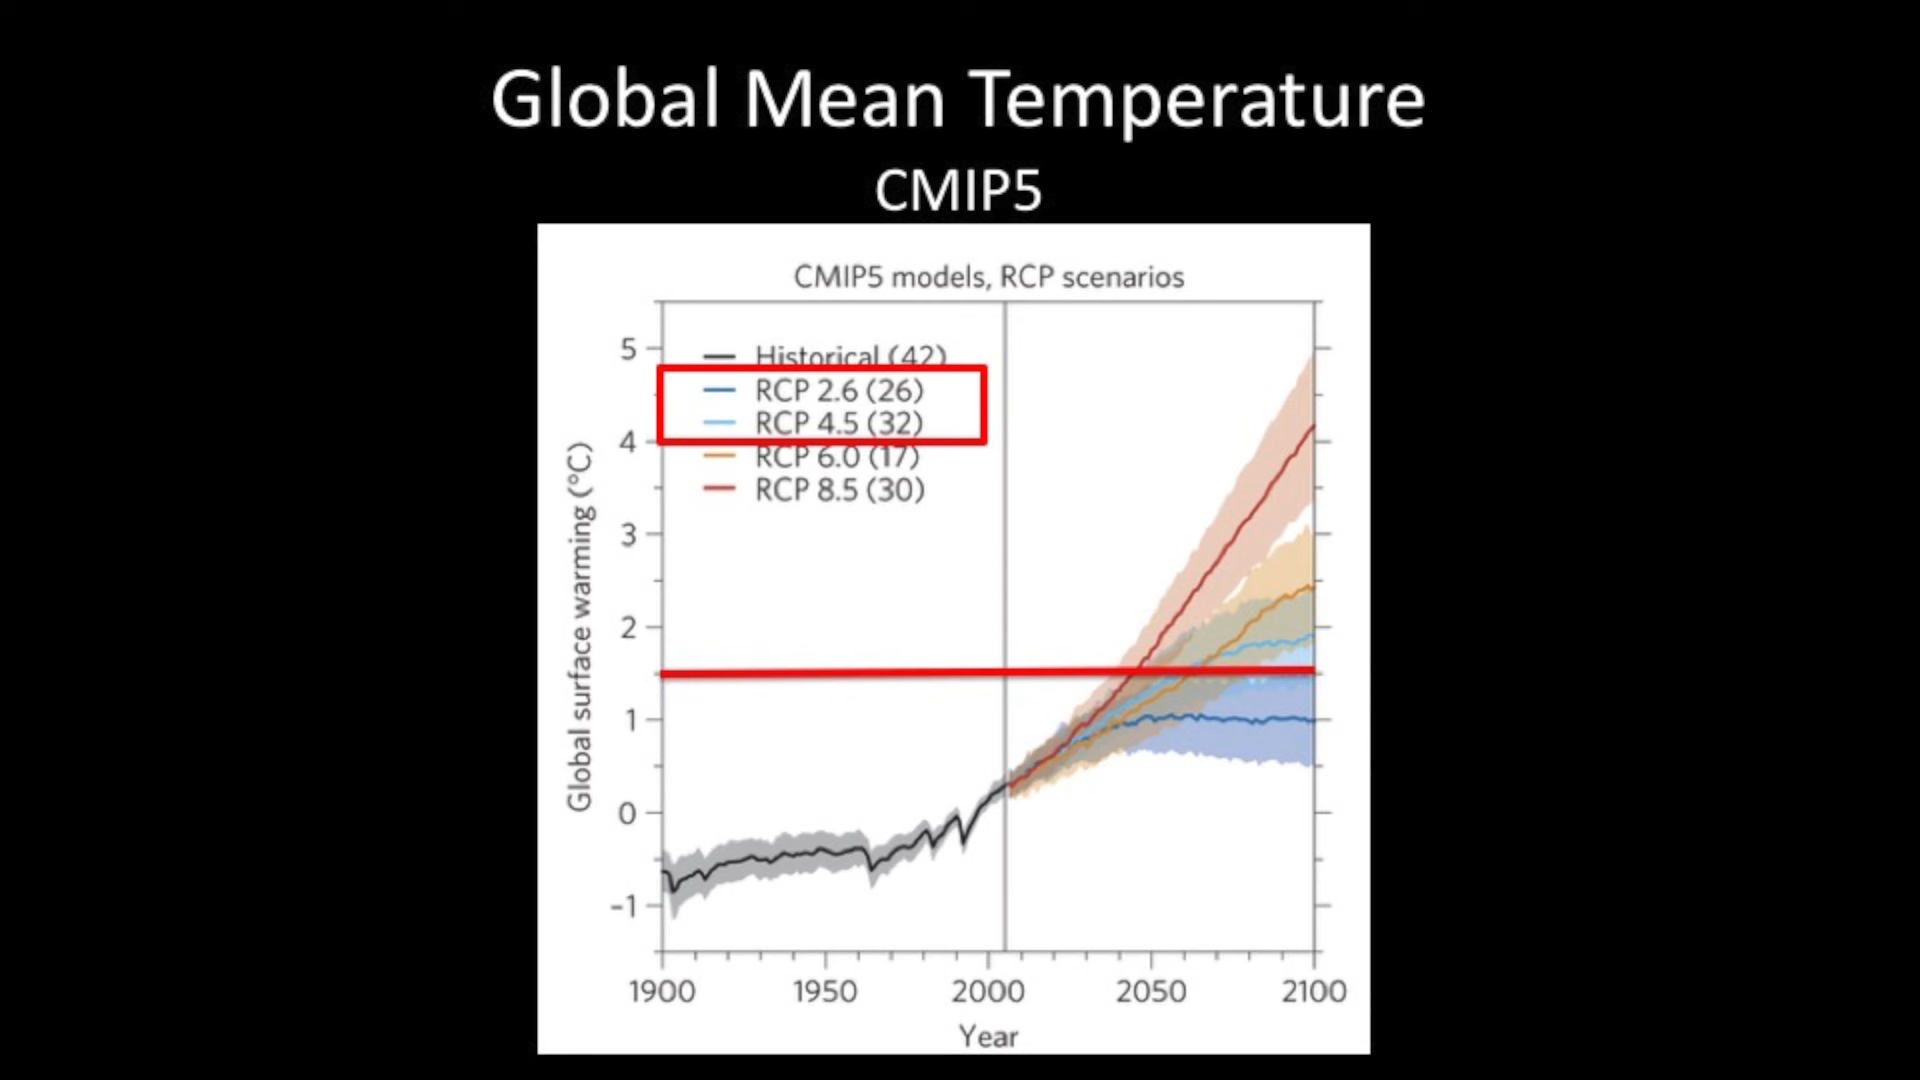 Global Mean Temperature
CMIP5
CMIP5 models, RCP scenarios
Historical (42)
RCP 2.6 (26)
RCP 4.5 (32)
RCP 6.0 (17)
RCP 8.5 (30)
Global surface warming (°C)
5
4
3
2
1
0
-1
1900 1950 2000 2050 2100
Year